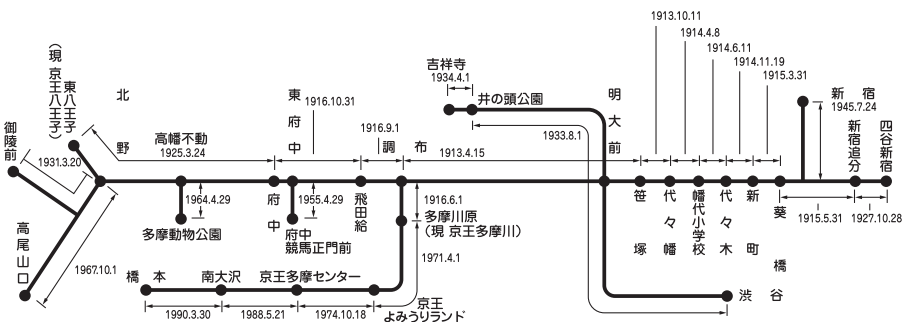 1913.10.11
1914.4.8
1914.6.11
1914.11.19
1915.3.31
吉祥寺
1934.4.1
井の頭公園
1933.8.1
明大前
新宿
1945.7.24
新宿追分
四谷新宿
東八王子
(現 京王八王子)
北野
御陵前
1931.3.20
高幡不動
1925.3.24
東府中
1916.10.31
1916.9.1
調布
1913.4.15
1964.4.29
多摩動物公園
府中
1955.4.29
府中
競馬正門前
飛田給
1916.6.1
多摩川原
(現 京王多摩川)
1971.4.1
笹塚
代々幡
幡代小学校
代々木
新町
葵橋
1915.5.31
1927.10.28
高尾山口
1967.10.1
橋本
南大沢
京王多摩センター
京王
よみうりランド
1990.3.30
1988.5.21
1974.10.18
渋谷